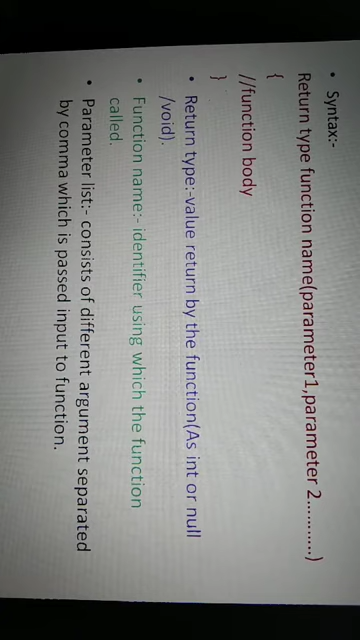 • Syntax:-
Return type function name(parameter1,parameter 2...........)
{
//function body
}
• Return type:-value return by the function(As int or null
/void).
• Function name:- identifier using which the function
called.
• Parameter list:- consists of different argument separated
by comma which is passed input to function.